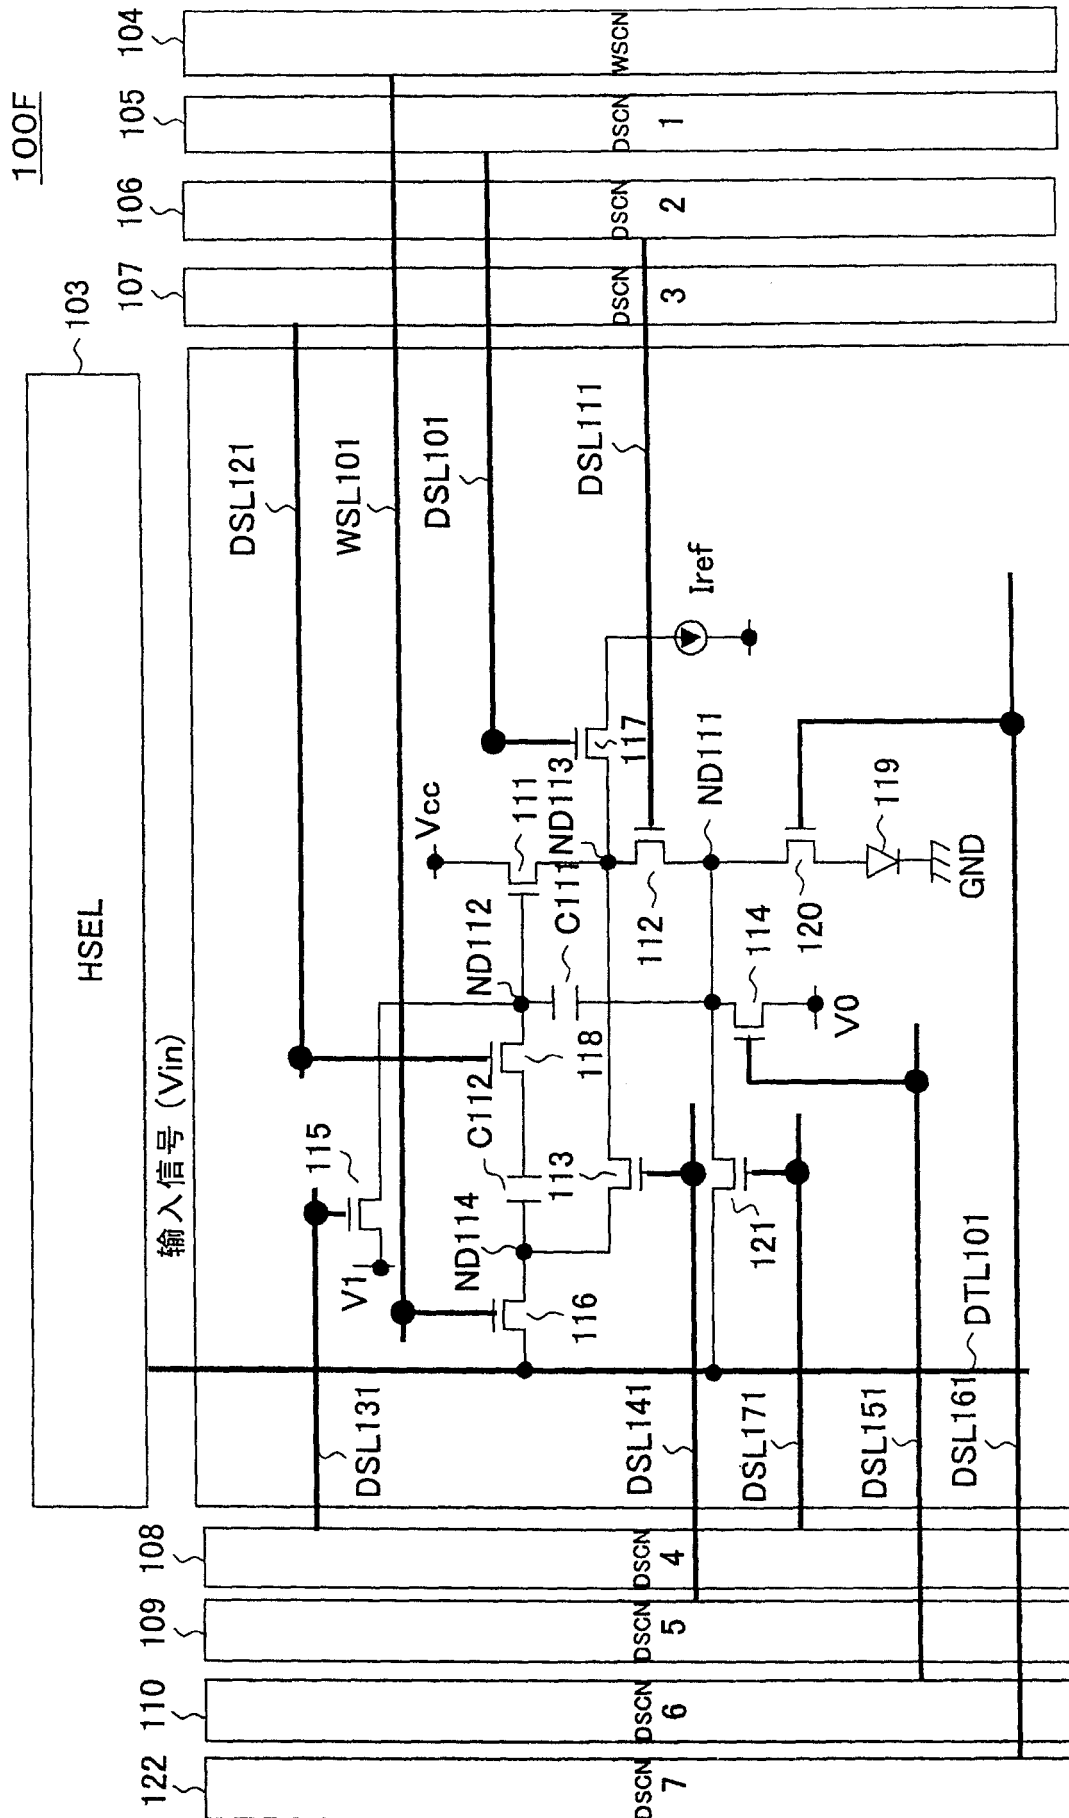 100F
104
105
106
107
103
WSCN
DSCN
1
DSCN
2
DSCN
3
HSEL
输入信号 (Vin)
DSL121
WSL101
DSL101
DSL111
Iref
Vcc
111
ND113
117
ND111
119
GND
ND112
C111
112
120
114
V0
118
C112
115
113
ND114
V1
116
121
DTL101
DSL131
DSL141
DSL171
DSL151
DSL161
108
109
110
122
DSCN
4
DSCN
5
DSCN
6
DSCN
7